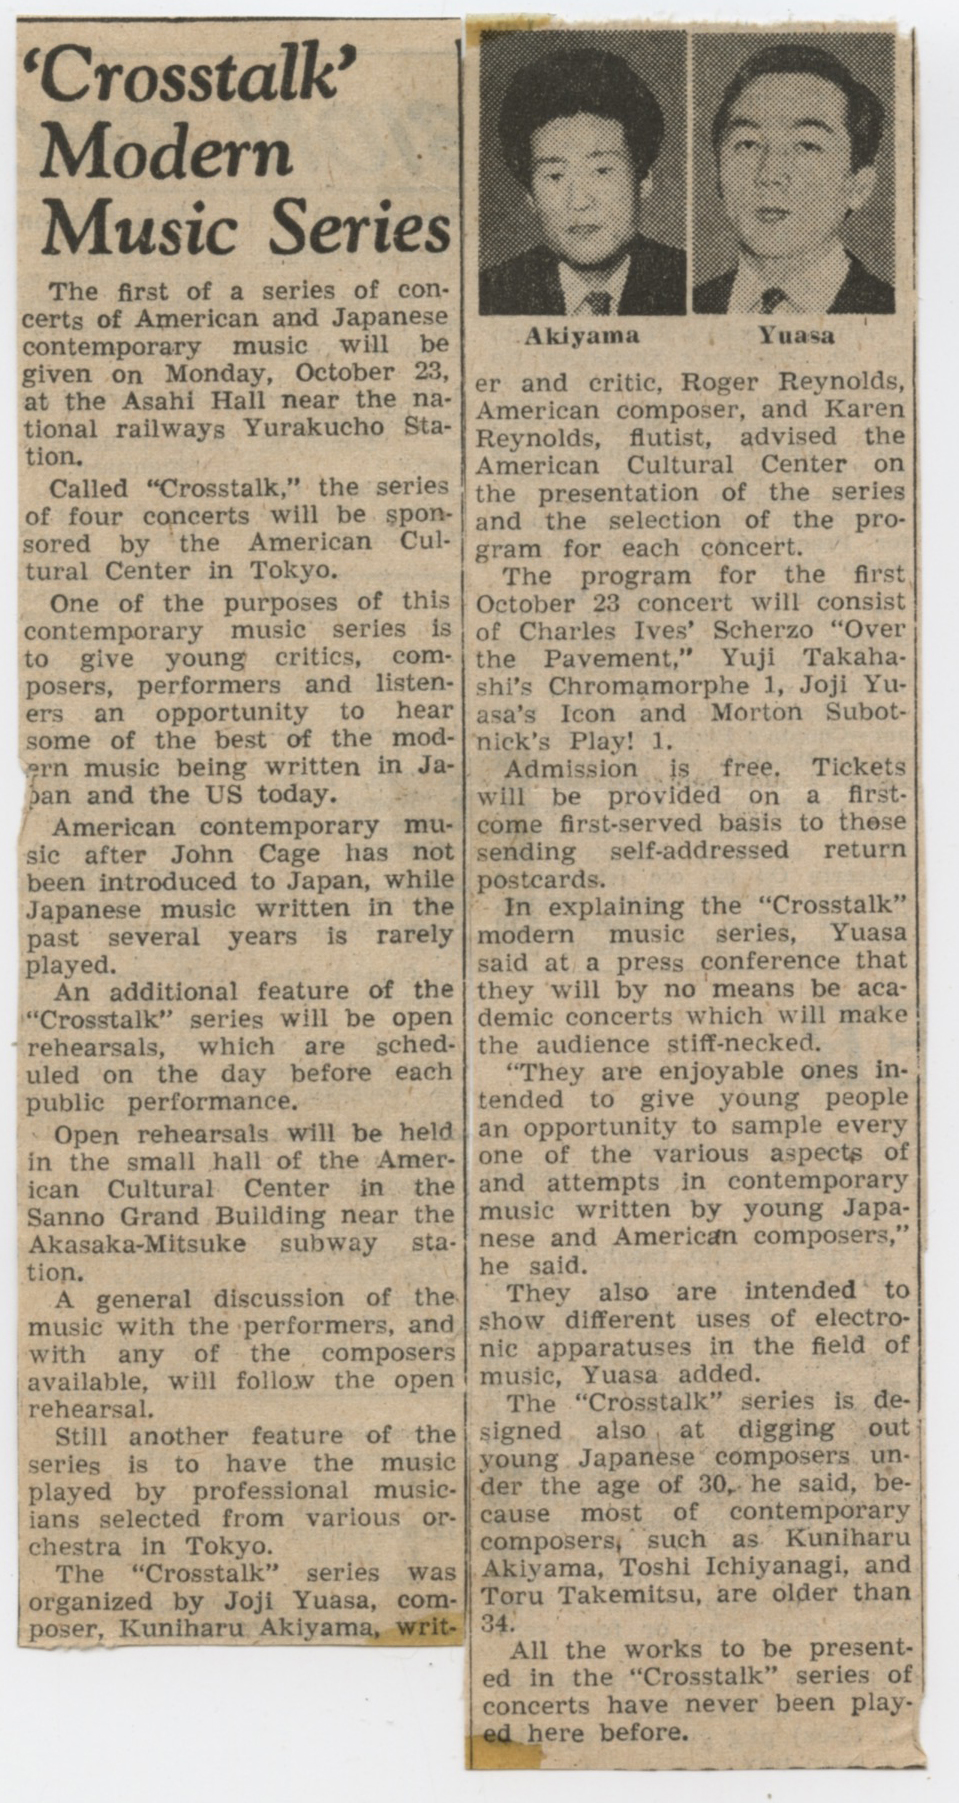 ‘Crosstalk’
Modern
Music Series
The first of a series of con-
certs of American and Japanese
contemporary music will be
given on Monday, October 23,
at the Asahi Hall near the na-
tional railways Yurakucho Sta-
tion.
Called “Crosstalk,” the series
of four concerts will be spon-
sored by the American Cul-
tural Center in Tokyo.
One of the purposes of this
contemporary music series is
to give young critics, com-
posers, performers and listen-
ers an opportunity to hear
some of the best of the mod-
ern music being written in Ja-
pan and the US today.
American contemporary mu-
sic after John Cage has not
been introduced to Japan, while
Japanese music written in the
past several years is rarely
played.
An additional feature of the
“Crosstalk” series will be open
rehearsals, which are sched-
uled on the day before each
public performance.
Open rehearsals will be held
in the small hall of the Amer-
ican Cultural Center in the
Sanno Grand Building near the
Akasaka-Mitsuke subway sta-
tion.
A general discussion of the
music with the performers, and
with any of the composers
available, will follow the open
rehearsal.
Still another feature of the
series is to have the music
played by professional music-
ians selected from various or-
chestra in Tokyo.
The “Crosstalk” series was
organized by Joji Yuasa, com-
poser, Kuniharu Akiyama, writ-
Akiyama Yuasa
er and critic, Roger Reynolds,
American composer, and Karen
Reynolds, flutist, advised the
American Cultural Center on
the presentation of the series
and the selection of the pro-
gram for each concert.
The program for the first
October 23 concert will consist
of Charles Ives’ Scherzo “Over
the Pavement,” Yuji Takaha-
shi’s Chromamorphe 1, Joji Yu-
asa’s Icon and Morton Subot-
nick’s Play! 1.
Admission is free. Tickets
will be provided on a first-
come first-served basis to those
sending self-addressed return
postcards.
In explaining the “Crosstalk”
modern music series, Yuasa
said at a press conference that
they will by no means be aca-
demic concerts which will make
the audience stiff-necked.
“They are enjoyable ones in-
tended to give young people
an opportunity to sample every
one of the various aspects of
and attempts in contemporary
music written by young Japa-
nese and American composers,”
he said.
They also are intended to
show different uses of electro-
nic apparatuses in the field of
music, Yuasa added.
The “Crosstalk” series is de-
signed also at digging out
young Japanese composers un-
der the age of 30, he said, be-
cause most of contemporary
composers, such as Kuniharu
Akiyama, Toshi Ichiyanagi, and
Toru Takemitsu, are older than
34.
All the works to be present-
ed in the “Crosstalk” series of
concerts have never been play-
ed here before.